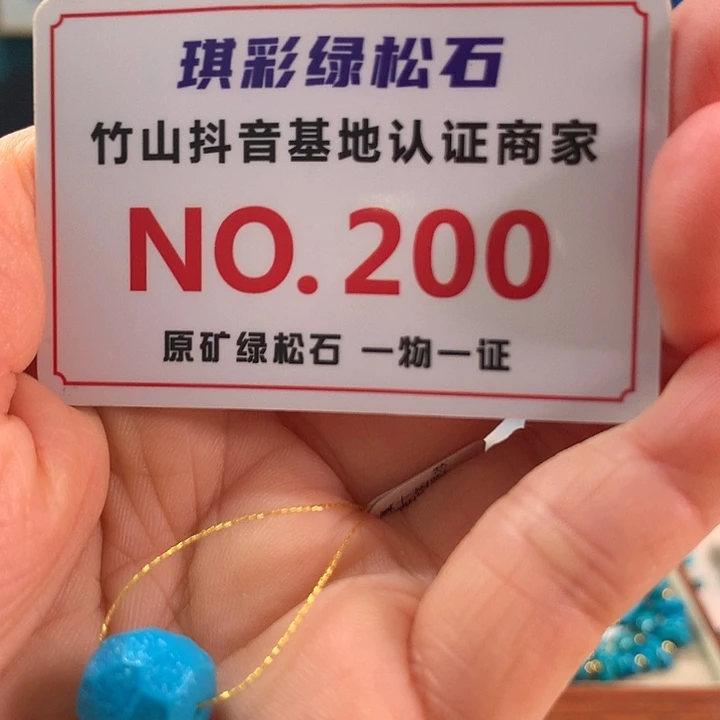 琪彩绿松石
竹山抖音基地认证商家
NO. 200
原矿绿松石 一物一证